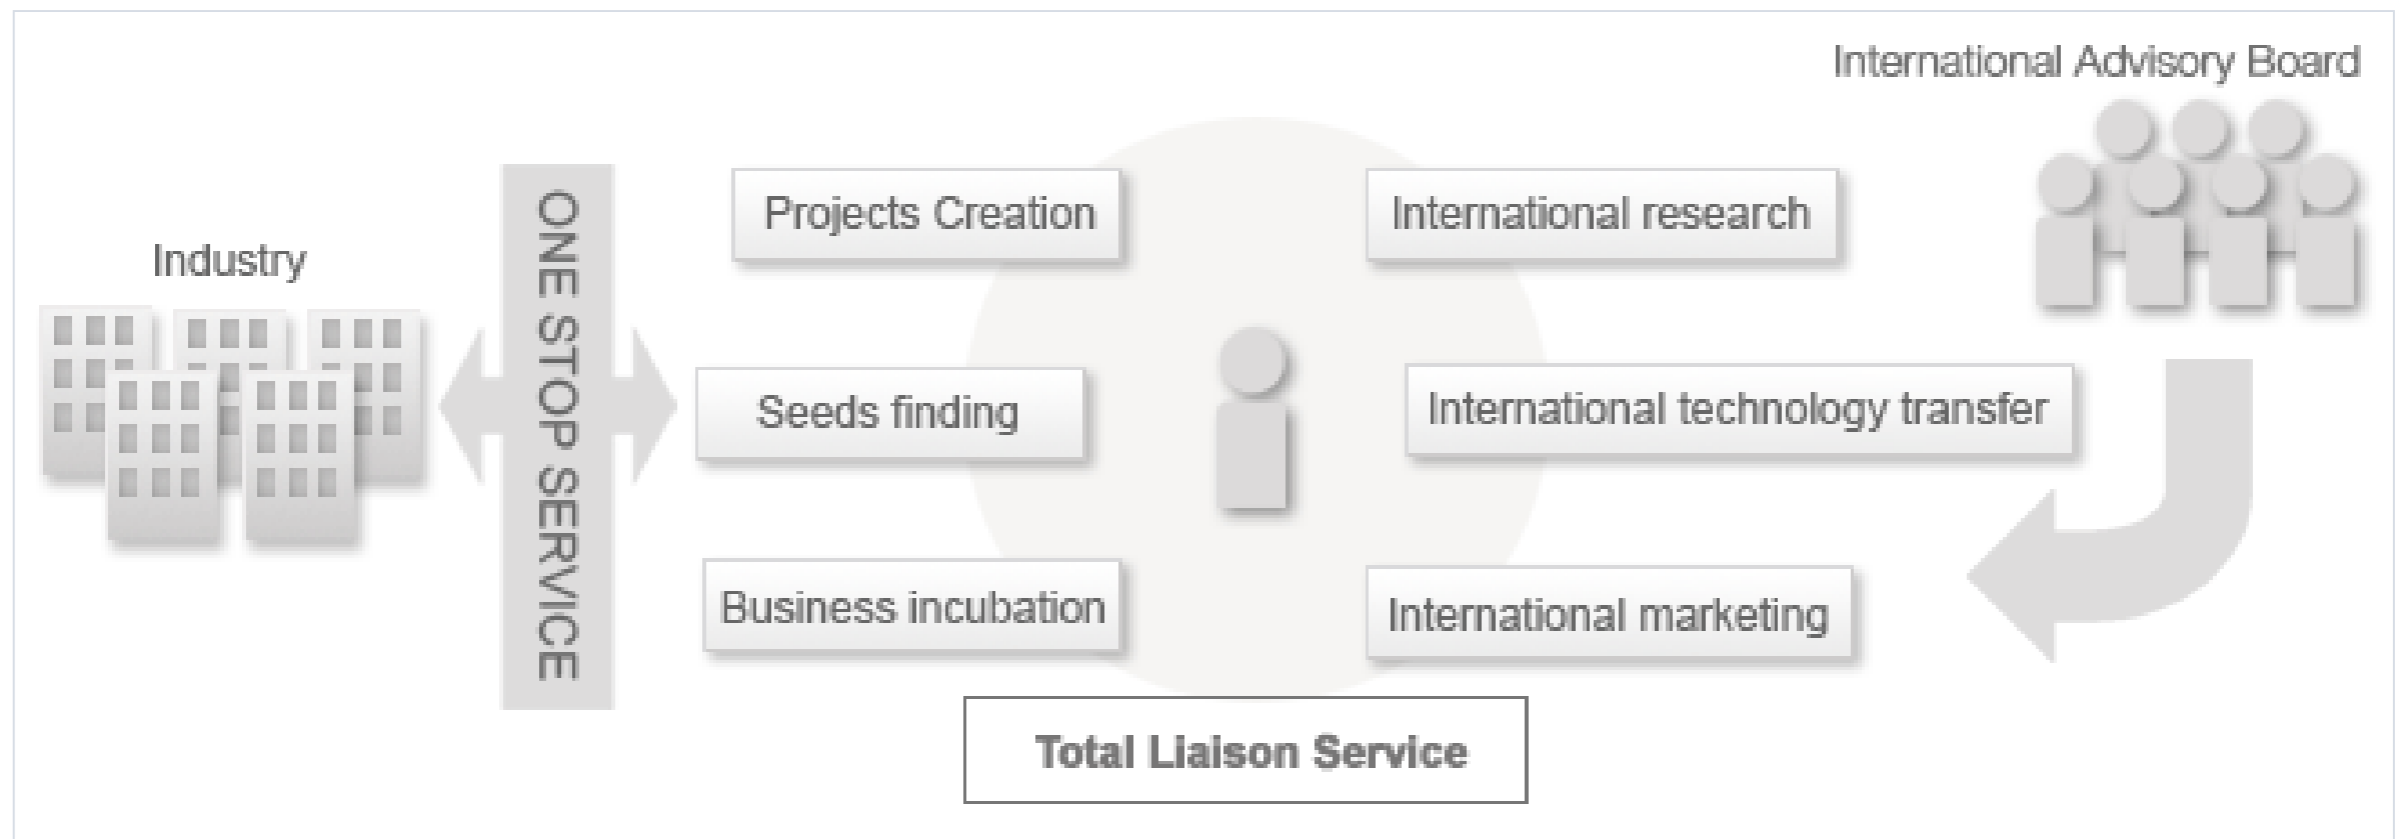 International Advisory Board
Industry
ONE STOP SERVICE
Projects Creation
International research
Seeds finding
International technology transfer
Business incubation
International marketing
Total Liaison Service